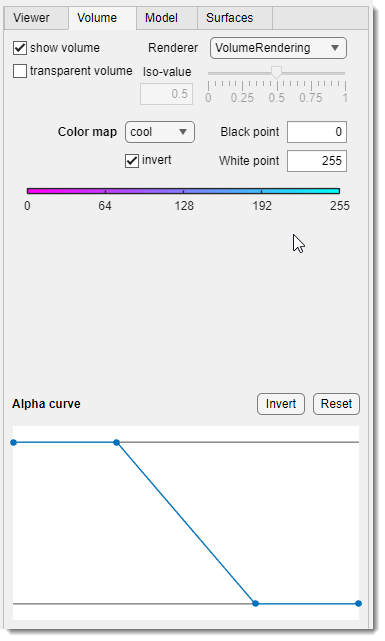 Viewer Volume Model Surfaces
show volume Renderer VolumeRendering
transparent volume Iso-value
0.5 0 0.25 0.5 0.75 1
Color map cool Black point 0
invert White point 255
0 64 128 192 255
Alpha curve Invert Reset